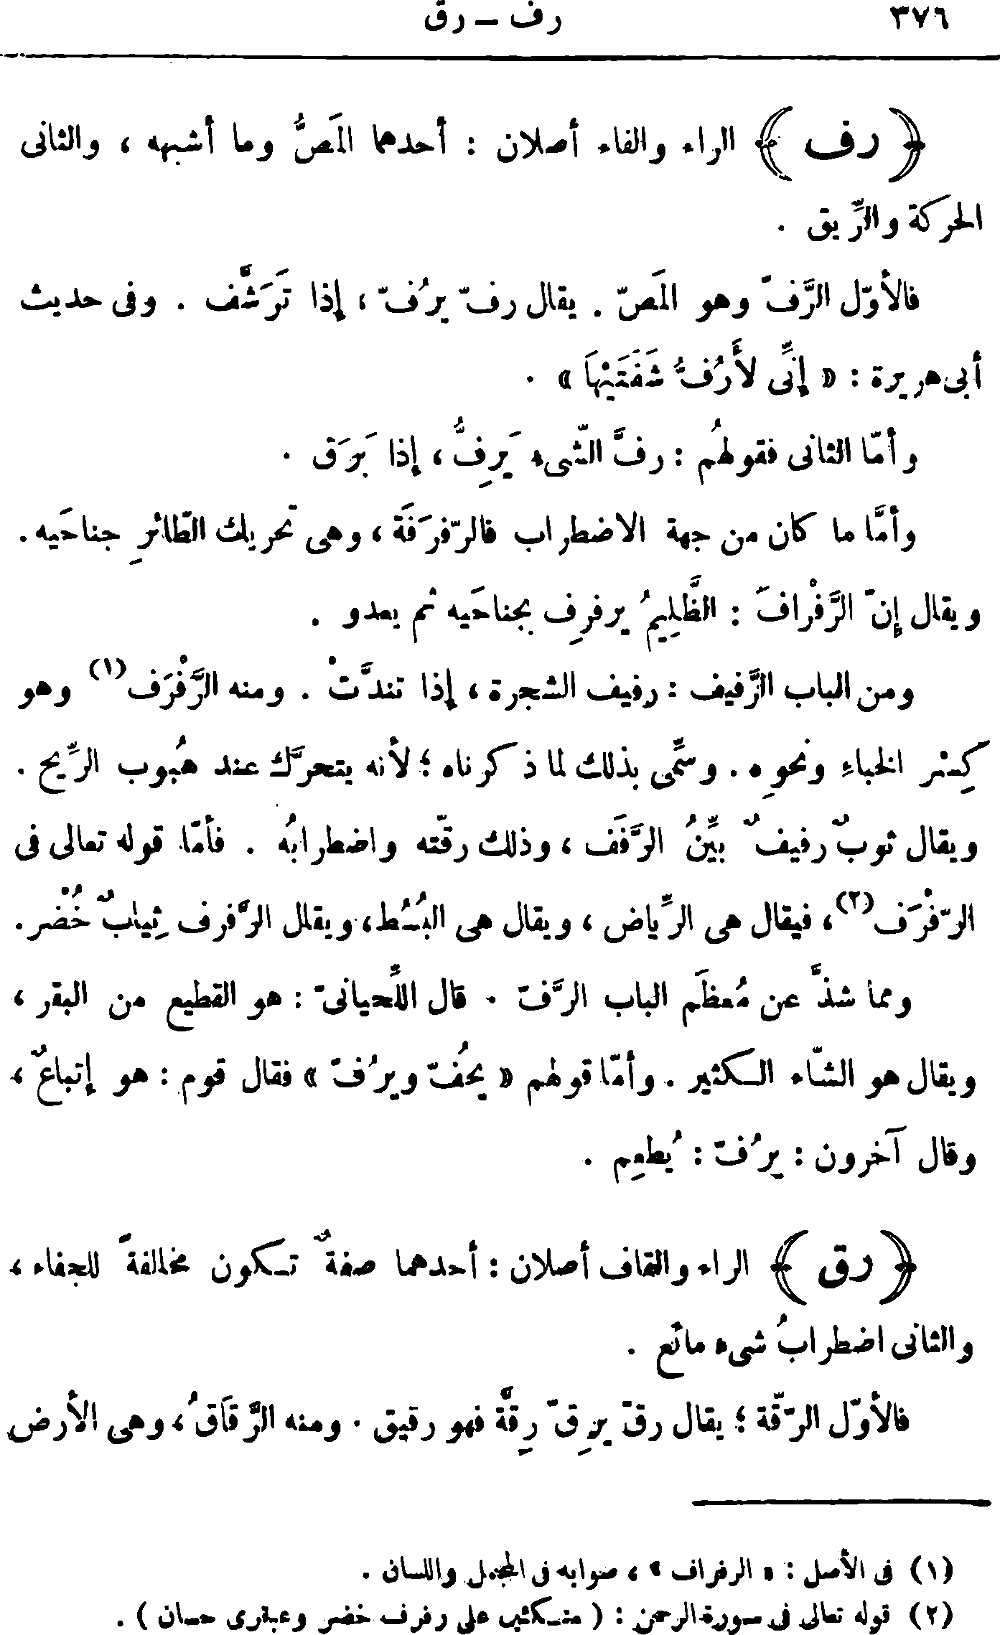 ٣٧٦ رف — رق
﴿ رف ﴾ الراء والفاء أصلان : أحدهما المَصُّ وما أشبهه ، والثانى
الحركة والرِّيق .
فالأوّل الرَّفّ وهو المَصّ . يقال رفّ يرُفّ ، إذا تَرَشَّف . وفى حديث
أبى هريرة : « إنِّى لأَرُفُّ شَفَتَيْهَا » .
وأمّا الثانى فقولهُم : رفَّ الشّىء يَرِفُّ ، إذا بَرَق .
وأمَّا ما كان من جهة الاضطراب فالرّفرَفَة ، وهى تحريك الطّائرِ جناحَيه .
ويقال إنّ الرَّفْرافَ : الظَّلِيمُ يرفرِف بجناحَيه ثم يعدو .
ومن الباب الرَّفيف : رفيف الشجرة ، إذا تندَّتْ . ومنه الرَّفْرَف(١) وهو
كِسْر الخباءِ ونحوِه . وسمِّى بذلك لما ذكرناه ؛ لأنه يتحرّك عند هُبوب الرِّيح .
ويقال ثوبٌ رفيفٌ بيِّنُ الرَّفَف ، وذلك رقّته واضطرابُه . فأمّا قوله تعالى فى
الرّفْرَف(٢)، فيقال هى الرِّياض ، ويقال هى البُسُط، ويقال الرَّفرف ثِيابٌ خُضْر.
ومما شذَّ عن مُعظَم الباب الرَّفّ . قال اللِّحيانىّ : هو القطيع من البقر ،
ويقال هو الشّاء الكثير . وأمّا قولهم « يحُفّ ويرُفّ » فقال قوم : هو إتباعٌ ،
وقال آخرون : يرُفّ : يُطعِم .
﴿ رق ﴾ الراء والقاف أصلان : أحدهما صفةٌ تكون مخالفةً للجفاء ،
والثانى اضطرابُ شىء مائع .
فالأوّل الرّقّة ؛ يقال رقّ يرِقّ رِقَّة فهو رقيق . ومنه الرَّقَاقُ، وهى الأرض
(١) فى الأصل : « الرفراف » ، صوابه فى المجمل واللسان .
(٢) قوله تعالى فى سورة الرحمن : ( متكئين على رفرف خضر وعبقرى حسان ) .